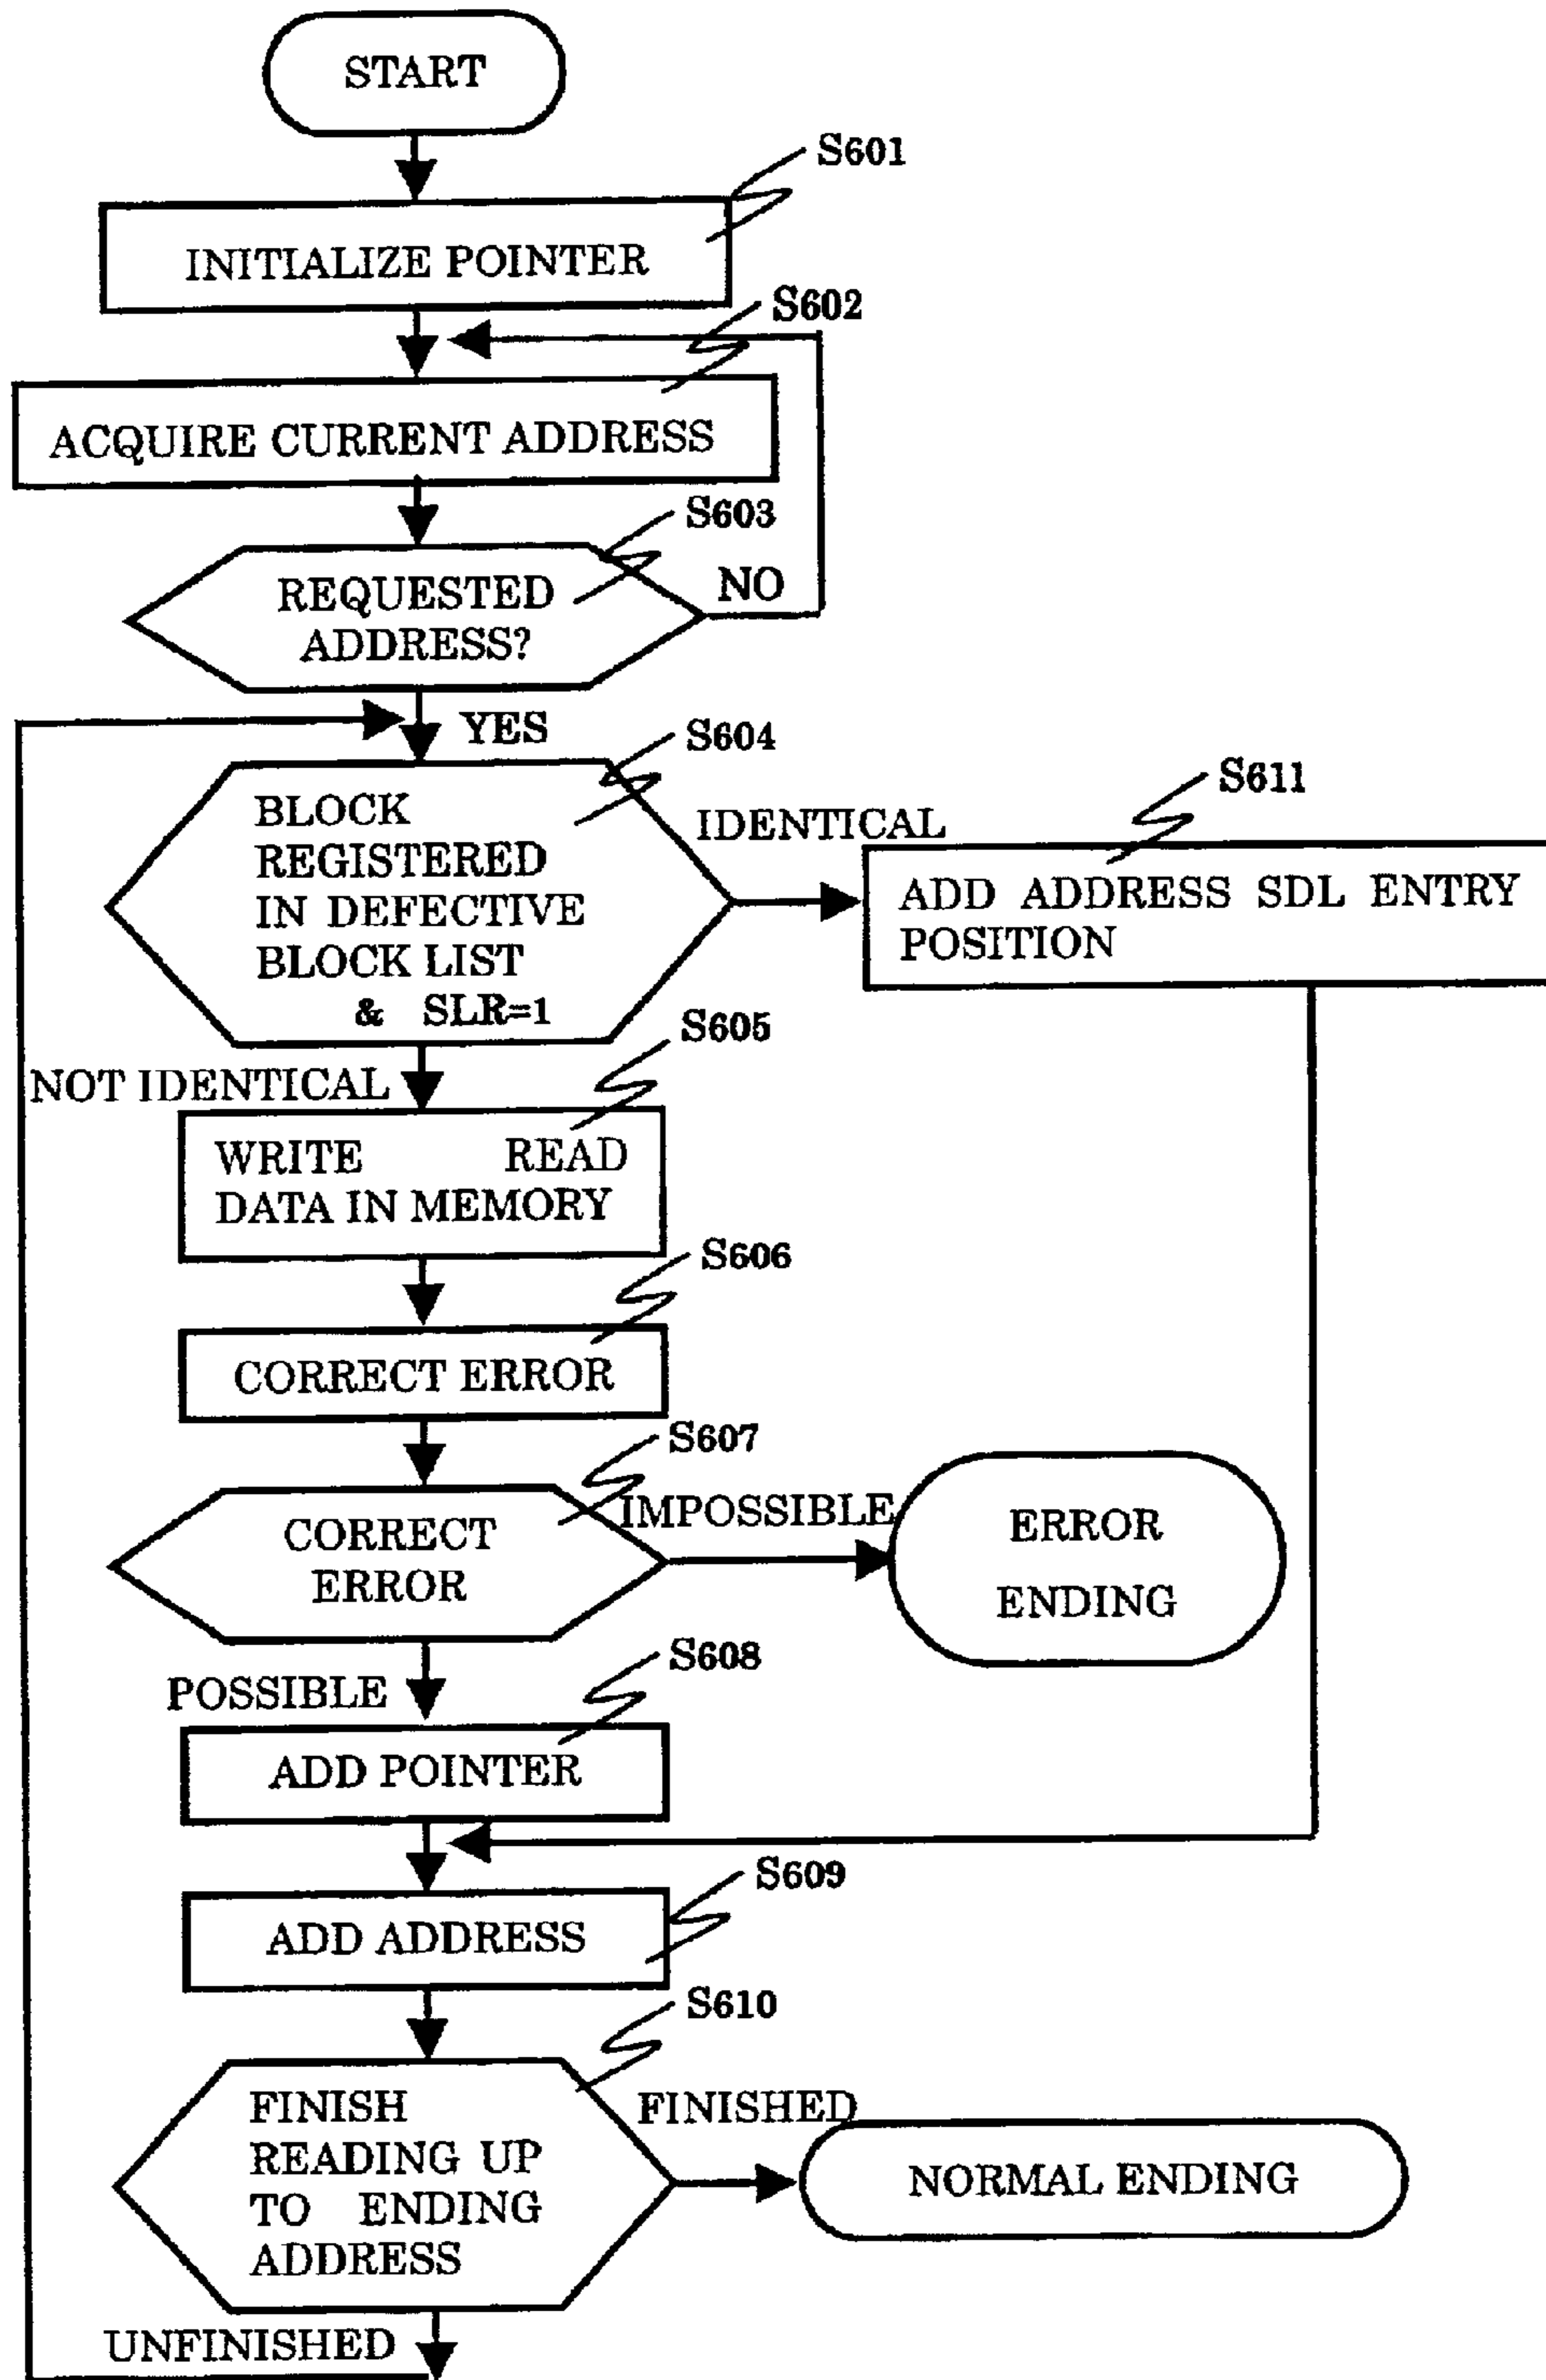 START
S601
INITIALIZE POINTER
S602
ACQUIRE CURRENT ADDRESS
S603
REQUESTED
ADDRESS?
NO
YES
S604
BLOCK
REGISTERED
IN DEFECTIVE
BLOCK LIST
& SLR=1
IDENTICAL
S611
ADD ADDRESS SDL ENTRY
POSITION
NOT IDENTICAL
S605
WRITE READ
DATA IN MEMORY
S606
CORRECT ERROR
S607
CORRECT
ERROR
IMPOSSIBLE
ERROR
ENDING
POSSIBLE
S608
ADD POINTER
S609
ADD ADDRESS
S610
FINISH
READING UP
TO ENDING
ADDRESS
FINISHED
NORMAL ENDING
UNFINISHED